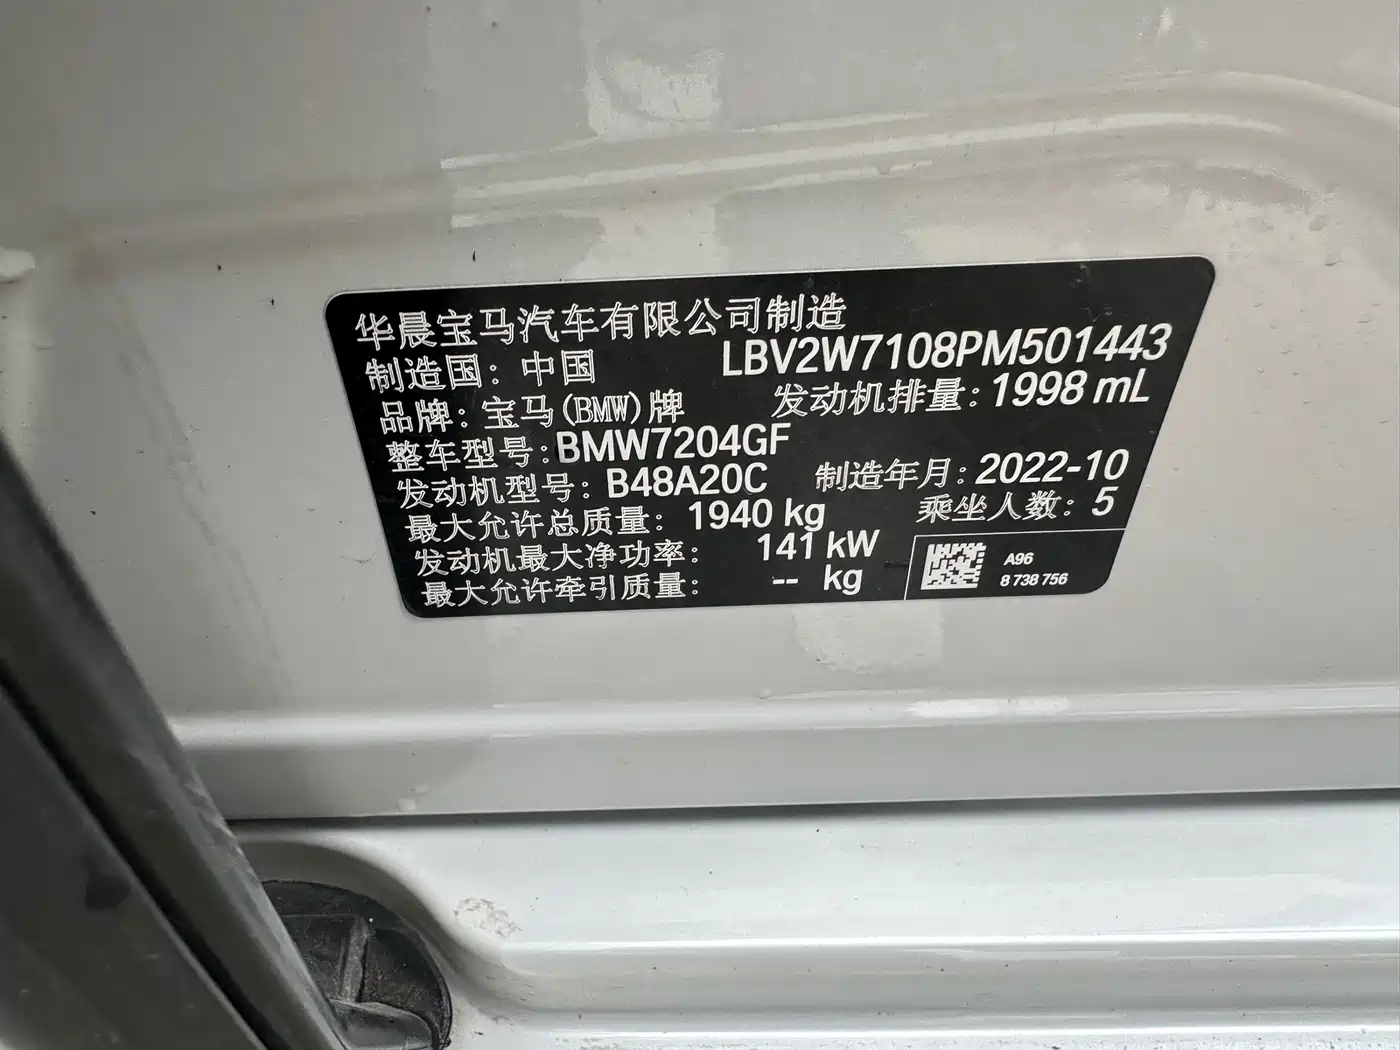 华晨宝马汽车有限公司制造
制造国：中国 LBV2W7108PM501443
品牌：宝马(BMW)牌 发动机排量：1998 mL
整车型号：BMW7204GF
发动机型号：B48A20C 制造年月：2022-10
最大允许总质量：1940 kg 乘坐人数：5
发动机最大净功率：141 kW
最大允许牵引质量：-- kg
A96
8 738 756